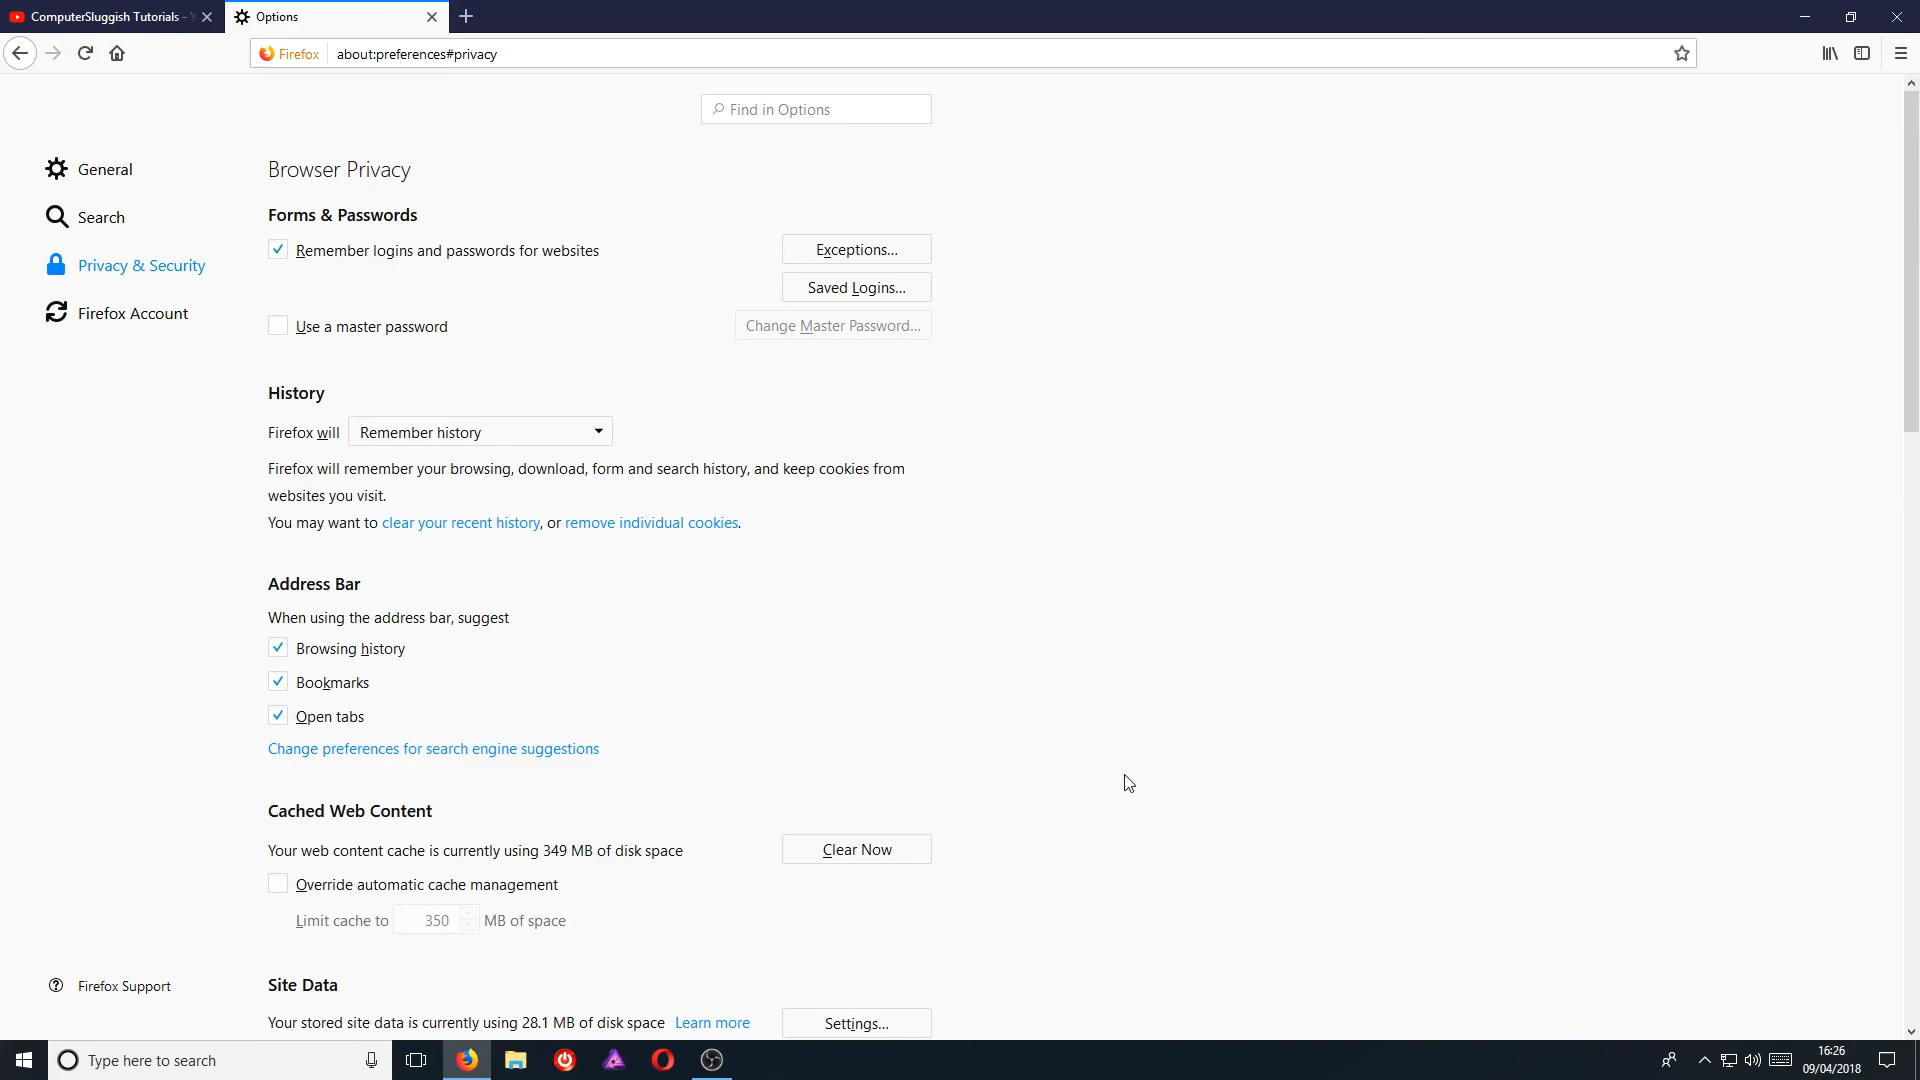 ComputerSluggish Tutorials -
Options
Firefox
about:preferences#privacy
Find in Options
General
Search
Privacy & Security
Firefox Account
Browser Privacy
Forms & Passwords
Remember logins and passwords for websites
Exceptions...
Saved Logins...
Use a master password
Change Master Password...
History
Firefox will
Remember history
Firefox will remember your browsing, download, form and search history, and keep cookies from
websites you visit.
You may want to clear your recent history, or remove individual cookies.
Address Bar
When using the address bar, suggest
Browsing history
Bookmarks
Open tabs
Change preferences for search engine suggestions
Cached Web Content
Your web content cache is currently using 349 MB of disk space
Clear Now
Override automatic cache management
Limit cache to 350 MB of space
Firefox Support
Site Data
Your stored site data is currently using 28.1 MB of disk space Learn more
Settings...
Type here to search
16:26
09/04/2018